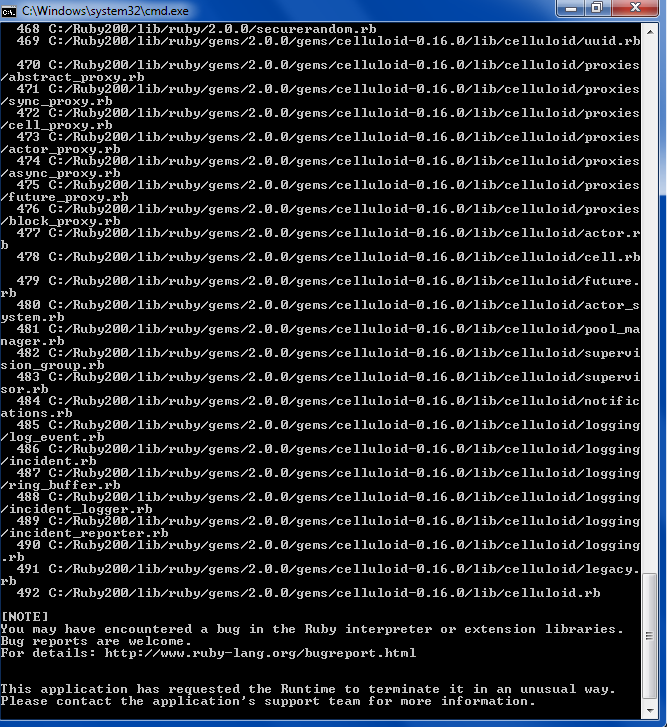 C:\Windows\system32\cmd.exe
468 C:/Ruby200/lib/ruby/2.0.0/securerandom.rb
469 C:/Ruby200/lib/ruby/gems/2.0.0/gems/celluloid-0.16.0/lib/celluloid/uuid.rb
470 C:/Ruby200/lib/ruby/gems/2.0.0/gems/celluloid-0.16.0/lib/celluloid/proxies
/abstract_proxy.rb
471 C:/Ruby200/lib/ruby/gems/2.0.0/gems/celluloid-0.16.0/lib/celluloid/proxies
/sync_proxy.rb
472 C:/Ruby200/lib/ruby/gems/2.0.0/gems/celluloid-0.16.0/lib/celluloid/proxies
/cell_proxy.rb
473 C:/Ruby200/lib/ruby/gems/2.0.0/gems/celluloid-0.16.0/lib/celluloid/proxies
/actor_proxy.rb
474 C:/Ruby200/lib/ruby/gems/2.0.0/gems/celluloid-0.16.0/lib/celluloid/proxies
/async_proxy.rb
475 C:/Ruby200/lib/ruby/gems/2.0.0/gems/celluloid-0.16.0/lib/celluloid/proxies
/future_proxy.rb
476 C:/Ruby200/lib/ruby/gems/2.0.0/gems/celluloid-0.16.0/lib/celluloid/proxies
/block_proxy.rb
477 C:/Ruby200/lib/ruby/gems/2.0.0/gems/celluloid-0.16.0/lib/celluloid/actor.r
b
478 C:/Ruby200/lib/ruby/gems/2.0.0/gems/celluloid-0.16.0/lib/celluloid/cell.rb
479 C:/Ruby200/lib/ruby/gems/2.0.0/gems/celluloid-0.16.0/lib/celluloid/future.
rb
480 C:/Ruby200/lib/ruby/gems/2.0.0/gems/celluloid-0.16.0/lib/celluloid/actor_s
ystem.rb
481 C:/Ruby200/lib/ruby/gems/2.0.0/gems/celluloid-0.16.0/lib/celluloid/pool_ma
nager.rb
482 C:/Ruby200/lib/ruby/gems/2.0.0/gems/celluloid-0.16.0/lib/celluloid/supervi
sion_group.rb
483 C:/Ruby200/lib/ruby/gems/2.0.0/gems/celluloid-0.16.0/lib/celluloid/supervi
sor.rb
484 C:/Ruby200/lib/ruby/gems/2.0.0/gems/celluloid-0.16.0/lib/celluloid/notific
ations.rb
485 C:/Ruby200/lib/ruby/gems/2.0.0/gems/celluloid-0.16.0/lib/celluloid/logging
/log_event.rb
486 C:/Ruby200/lib/ruby/gems/2.0.0/gems/celluloid-0.16.0/lib/celluloid/logging
/incident.rb
487 C:/Ruby200/lib/ruby/gems/2.0.0/gems/celluloid-0.16.0/lib/celluloid/logging
/ring_buffer.rb
488 C:/Ruby200/lib/ruby/gems/2.0.0/gems/celluloid-0.16.0/lib/celluloid/logging
/incident_logger.rb
489 C:/Ruby200/lib/ruby/gems/2.0.0/gems/celluloid-0.16.0/lib/celluloid/logging
/incident_reporter.rb
490 C:/Ruby200/lib/ruby/gems/2.0.0/gems/celluloid-0.16.0/lib/celluloid/logging
.rb
491 C:/Ruby200/lib/ruby/gems/2.0.0/gems/celluloid-0.16.0/lib/celluloid/legacy.
rb
492 C:/Ruby200/lib/ruby/gems/2.0.0/gems/celluloid-0.16.0/lib/celluloid.rb
[NOTE]
You may have encountered a bug in the Ruby interpreter or extension libraries.
Bug reports are welcome.
For details: http://www.ruby-lang.org/bugreport.html
This application has requested the Runtime to terminate it in an unusual way.
Please contact the application's support team for more information.